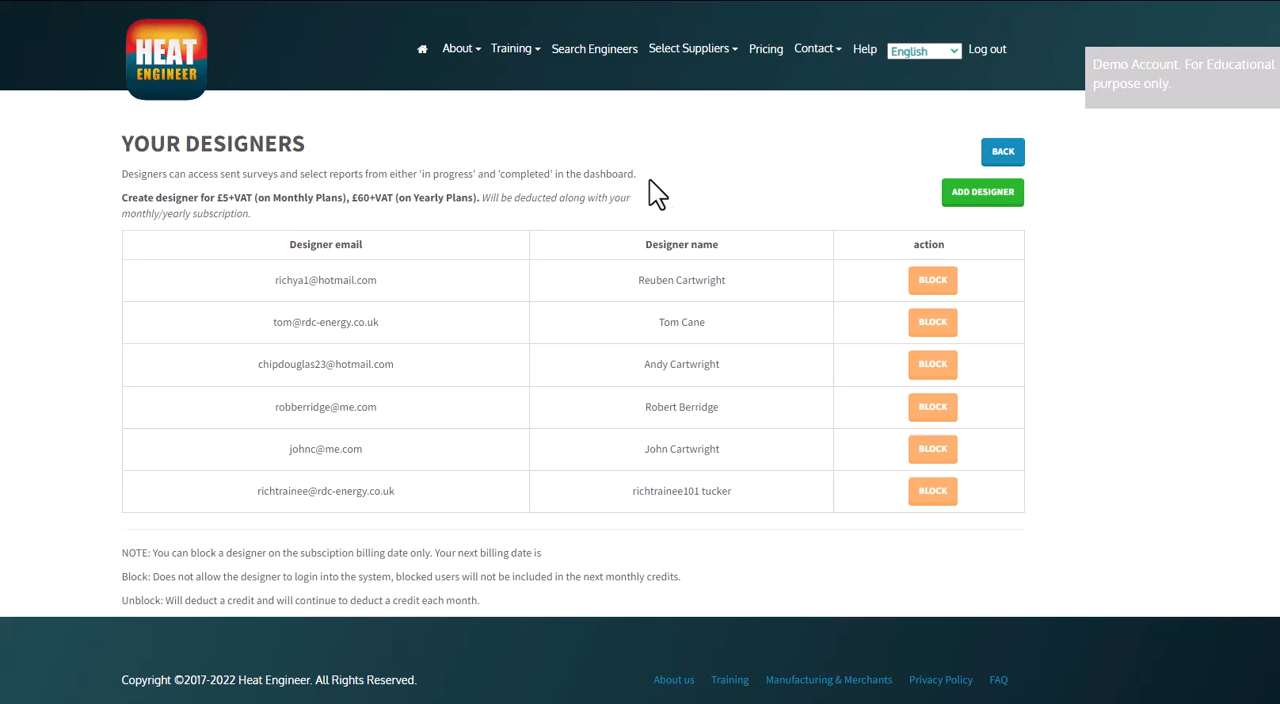 HEAT
ENGINEER
About Training Search Engineers Select Suppliers Pricing Contact Help English Log out
Demo Account. For Educational
purpose only.
YOUR DESIGNERS
BACK
Designers can access sent surveys and select reports from either 'in progress' and 'completed' in the dashboard.
ADD DESIGNER
Create designer for £5+VAT (on Monthly Plans), £60+VAT (on Yearly Plans). Will be deducted along with your
monthly/yearly subscription.
Designer email Designer name action
richya1@hotmail.com Reuben Cartwright BLOCK
tom@rdc-energy.co.uk Tom Cane BLOCK
chipdouglas23@hotmail.com Andy Cartwright BLOCK
robberridge@me.com Robert Berridge BLOCK
johnc@me.com John Cartwright BLOCK
richtrainee@rdc-energy.co.uk richtrainee101 tucker BLOCK
NOTE: You can block a designer on the subsciption billing date only. Your next billing date is
Block: Does not allow the designer to login into the system, blocked users will not be included in the next monthly credits.
Unblock: Will deduct a credit and will continue to deduct a credit each month.
Copyright ©2017-2022 Heat Engineer. All Rights Reserved.
About us Training Manufacturing & Merchants Privacy Policy FAQ